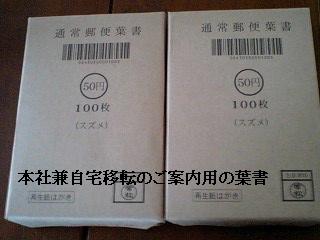 通常郵便葉書
50円
100枚
(スズメ)
再生紙はがき
通常郵便葉書
50円
100枚
(スズメ)
再生紙はがき
本社兼自宅移転のご案内用の葉書